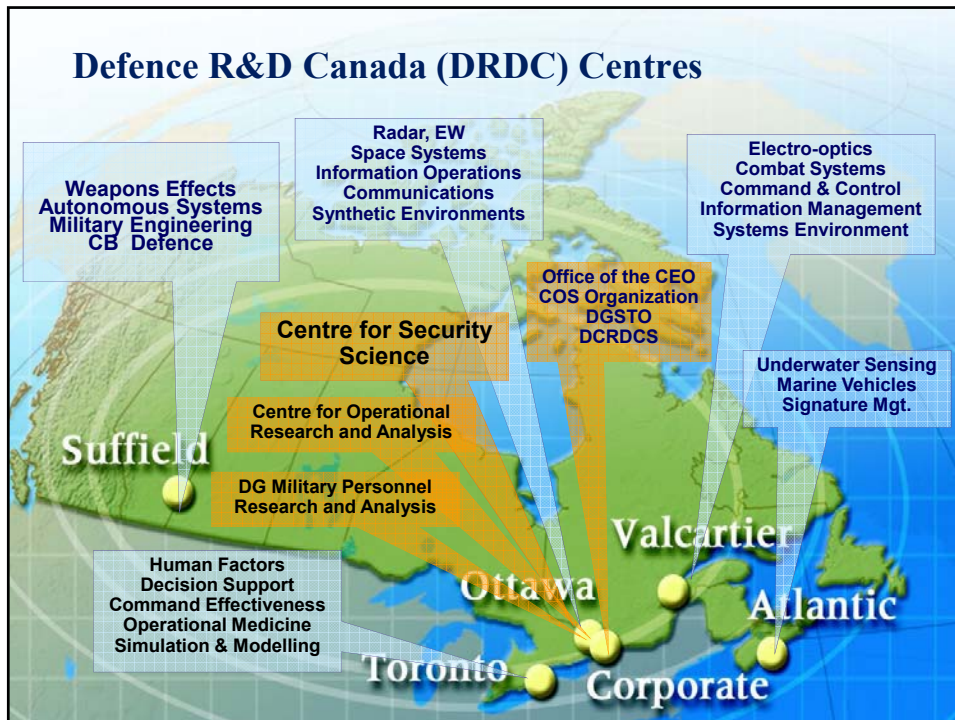 Defence R&D Canada (DRDC) Centres
Weapons Effects
Autonomous Systems
Military Engineering
CB Defence
Radar, EW
Space Systems
Information Operations
Communications
Synthetic Environments
Electro-optics
Combat Systems
Command & Control
Information Management
Systems Environment
Office of the CEO
COS Organization
DGSTO
DCRDCS
Centre for Security
Science
Underwater Sensing
Marine Vehicles
Signature Mgt.
Centre for Operational
Research and Analysis
Suffield
DG Military Personnel
Research and Analysis
Valcartier
Human Factors
Decision Support
Command Effectiveness
Operational Medicine
Simulation & Modelling
Ottawa
Atlantic
Toronto
Corporate